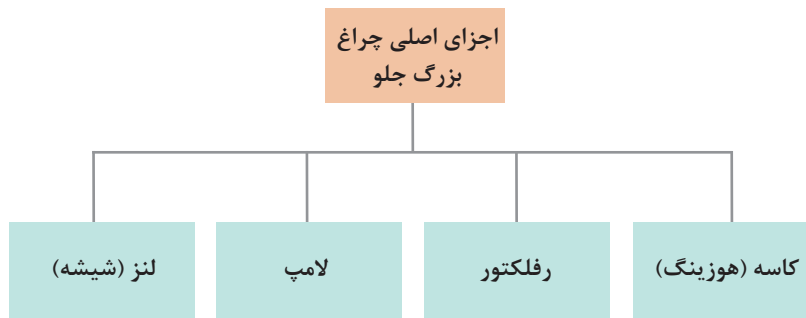 اجزای اصلی چراغ
بزرگ جلو
کاسه (هوزینگ)
رفلکتور
لامپ
لنز (شیشه)